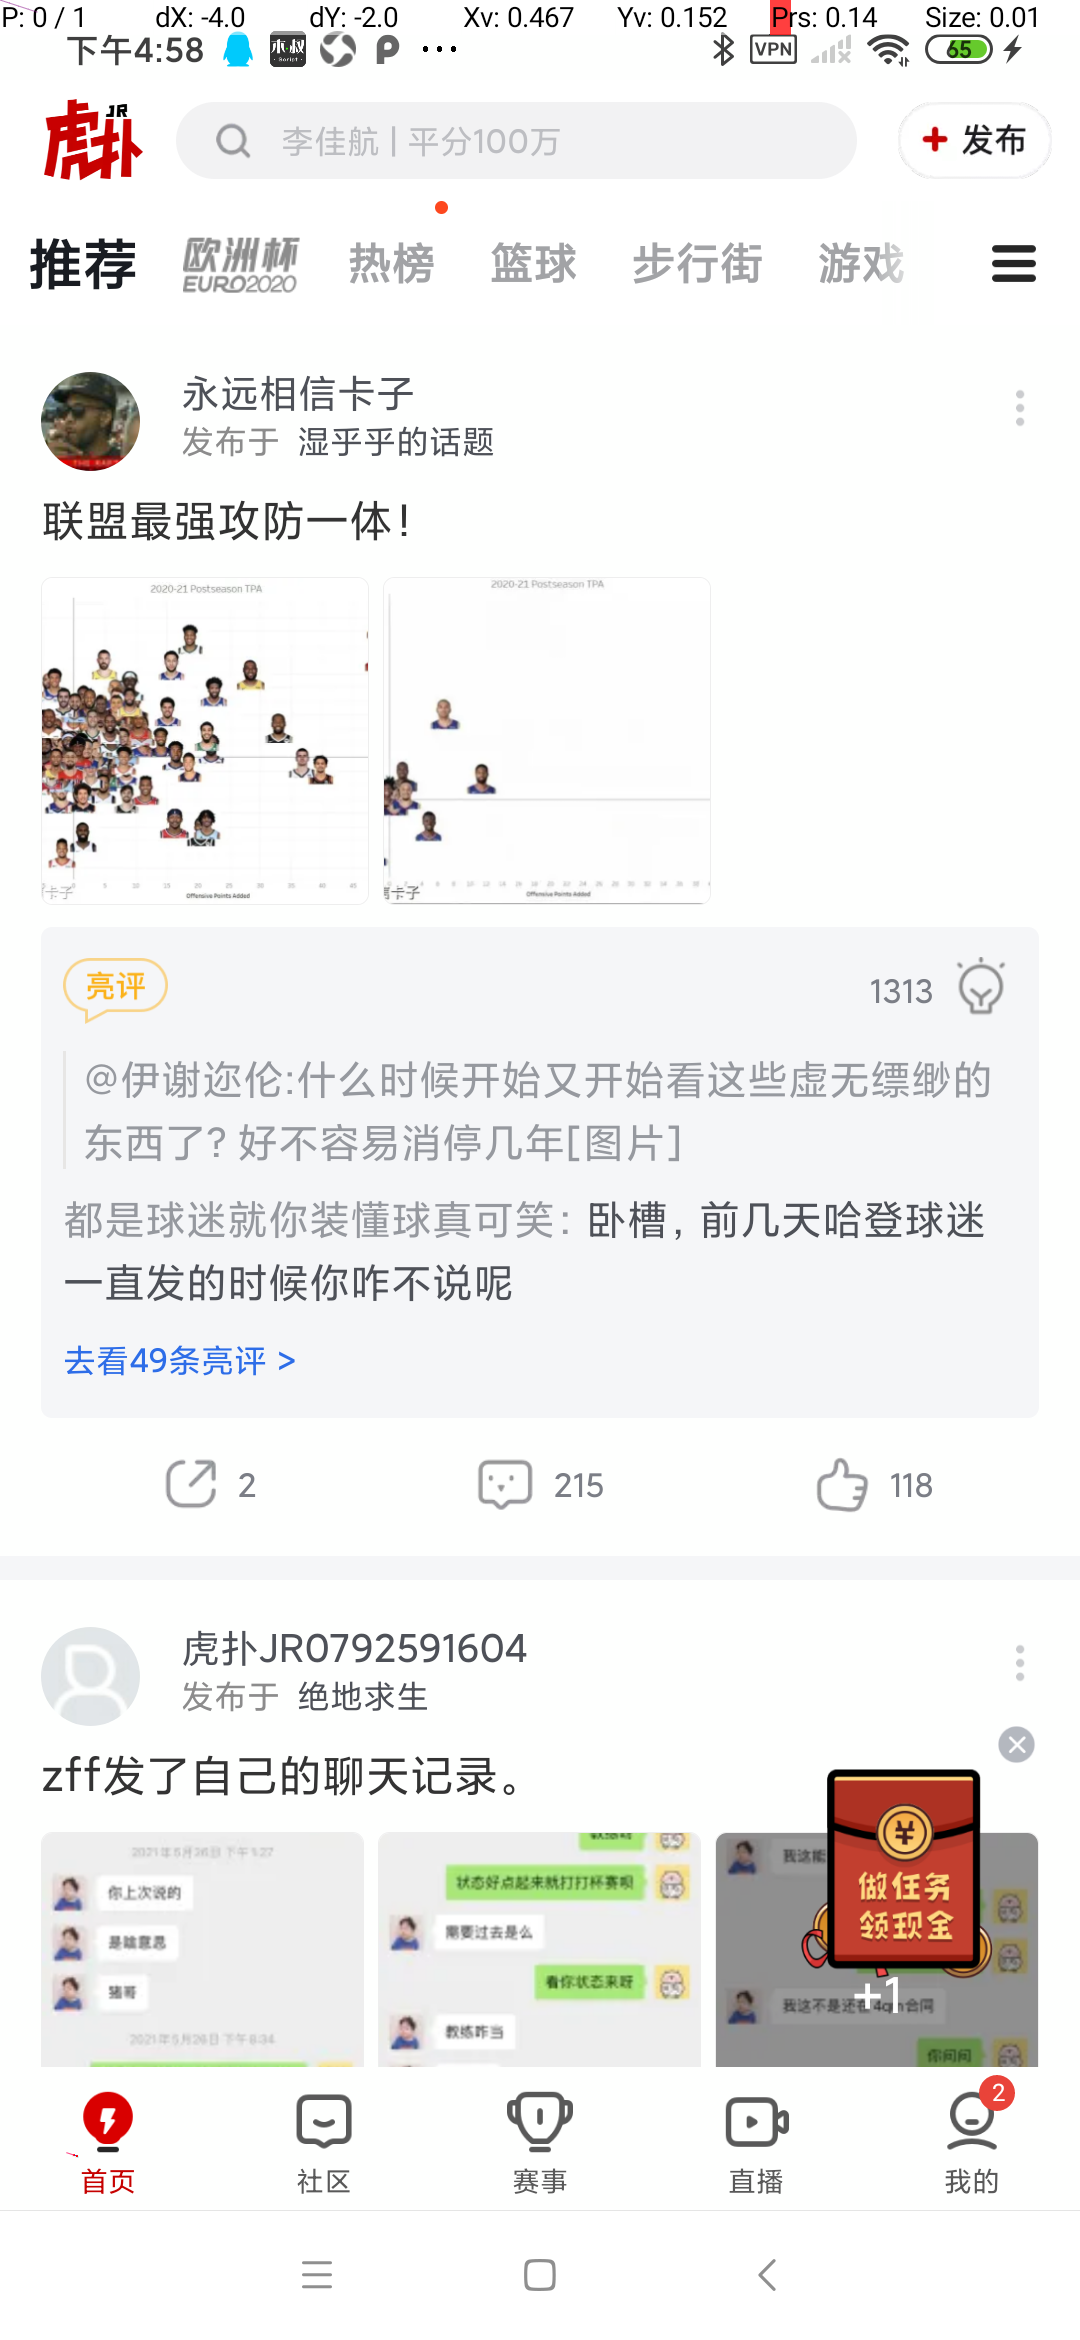 P: 0 / 1 dX: -4.0 dY: -2.0 Xv: 0.467 Yv: 0.152 Prs: 0.14 Size: 0.01
下午4:58 木叔 Script VPN 65
虎扑 JR 李佳航 | 平分100万 发布
推荐 欧洲杯 EURO2020 热榜 篮球 步行街 游戏
永远相信卡子
发布于 湿乎乎的话题
联盟最强攻防一体!
2020-21 Postseason TPA
5 10 15 20 25 30 35 40 45
Offensive Points Added
卡子
2020-21 Postseason TPA
Offensive Points Added
卡子
亮评 1313
@伊谢迩伦:什么时候开始又开始看这些虚无缥缈的
东西了? 好不容易消停几年[图片]
都是球迷就你装懂球真可笑: 卧槽, 前几天哈登球迷
一直发的时候你咋不说呢
去看49条亮评 >
2 215 118
虎扑JR0792591604
发布于 绝地求生
zff发了自己的聊天记录。
2021年5月26日 下午1:27
你上次说的
是啥意思
猪哥
2021年5月26日 下午8:34
状态好点起来就打打杯赛呗
需要过去是么
看你状态来呀
教练咋当
我这能
我这不是还在4am合同
你问问
¥
做任务
领现金
+1
首页 社区 赛事 直播 我的 2